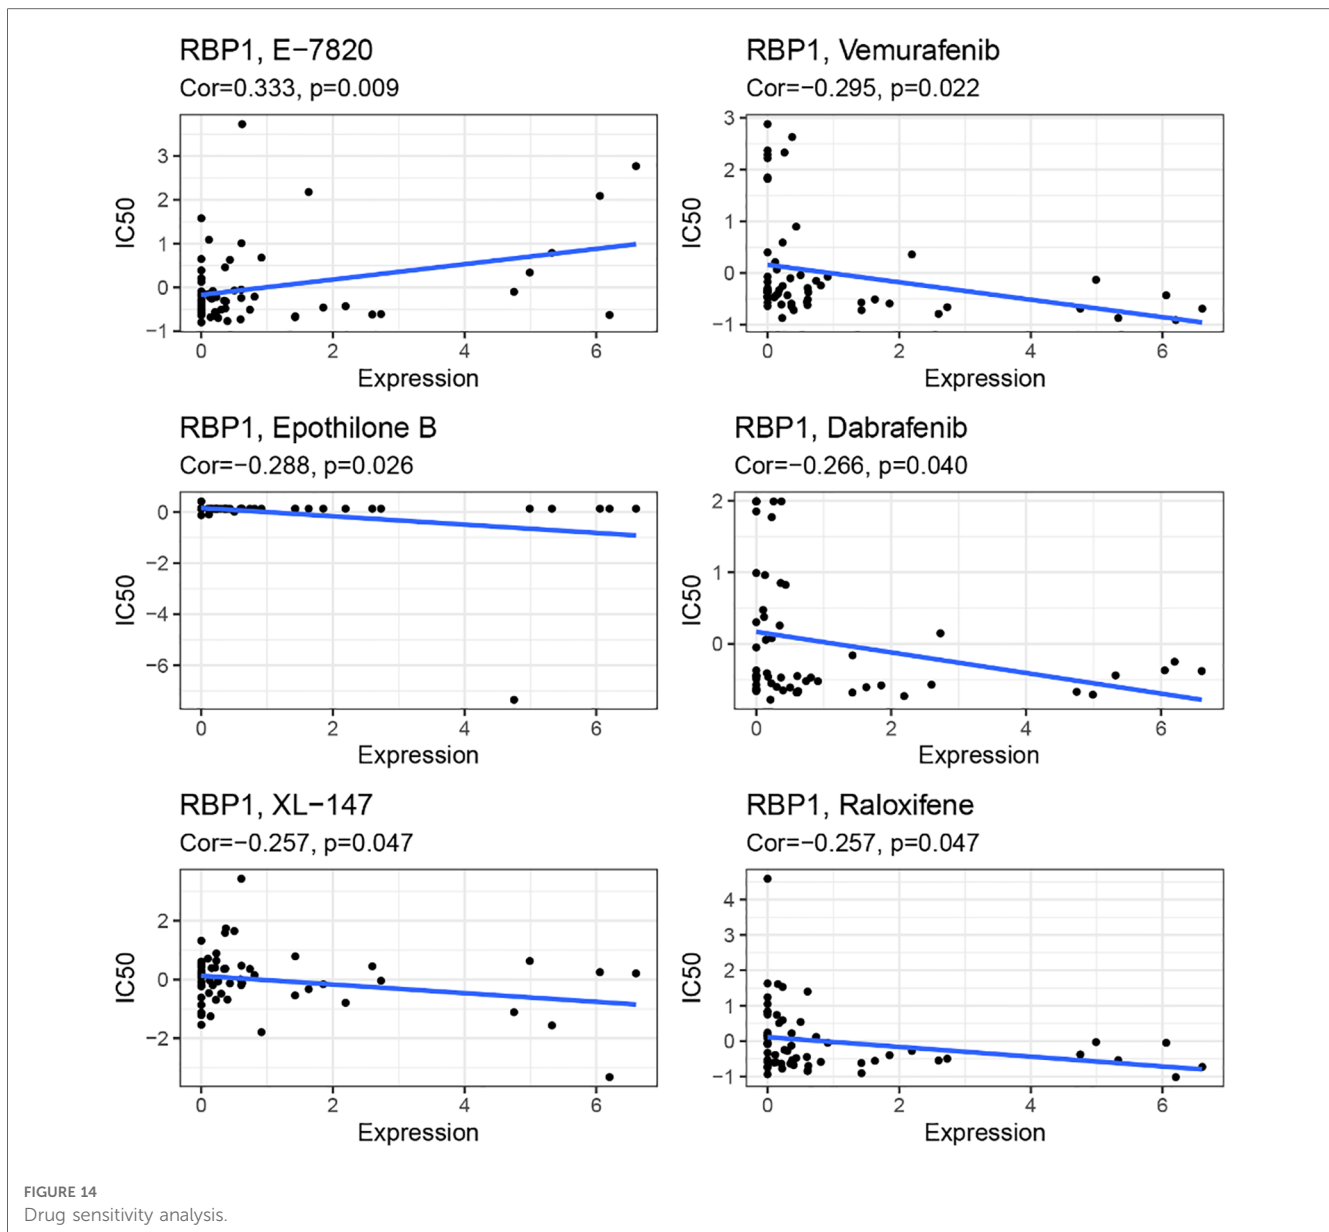 RBP1, E−7820
Cor=0.333, p=0.009
3
2
1
0
−1
IC50
0 2 4 6
Expression
RBP1, Vemurafenib
Cor=−0.295, p=0.022
3
2
1
0
−1
IC50
0 2 4 6
Expression
RBP1, Epothilone B
Cor=−0.288, p=0.026
0
−2
−4
−6
IC50
0 2 4 6
Expression
RBP1, Dabrafenib
Cor=−0.266, p=0.040
2
1
0
IC50
0 2 4 6
Expression
RBP1, XL−147
Cor=−0.257, p=0.047
2
0
−2
IC50
0 2 4 6
Expression
RBP1, Raloxifene
Cor=−0.257, p=0.047
4
3
2
1
0
−1
IC50
0 2 4 6
Expression
FIGURE 14
Drug sensitivity analysis.